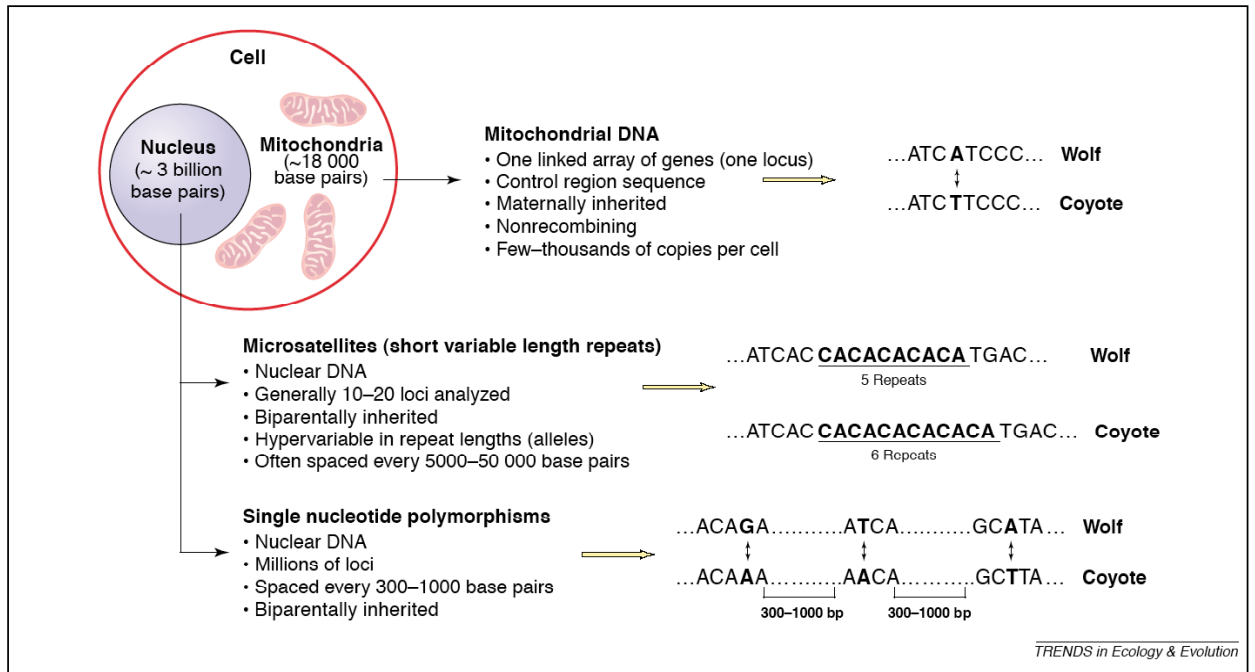 Cell
Nucleus
(~ 3 billion
base pairs)
Mitochondria
(~18 000
base pairs)
Mitochondrial DNA
• One linked array of genes (one locus)
• Control region sequence
• Maternally inherited
• Nonrecombining
• Few–thousands of copies per cell
...ATCATCCC... Wolf
...ATCTTCCC... Coyote
Microsatellites (short variable length repeats)
• Nuclear DNA
• Generally 10–20 loci analyzed
• Biparentally inherited
• Hypervariable in repeat lengths (alleles)
• Often spaced every 5000–50 000 base pairs
...ATCAC CACACACACA TGAC... Wolf
5 Repeats
...ATCAC CACACACACACA TGAC... Coyote
6 Repeats
Single nucleotide polymorphisms
• Nuclear DNA
• Millions of loci
• Spaced every 300–1000 base pairs
• Biparentally inherited
...ACAGA..........ATCA...........GCATA... Wolf
...ACAAA..........AACA..........GCTTA... Coyote
300–1000 bp 300–1000 bp
TRENDS in Ecology & Evolution